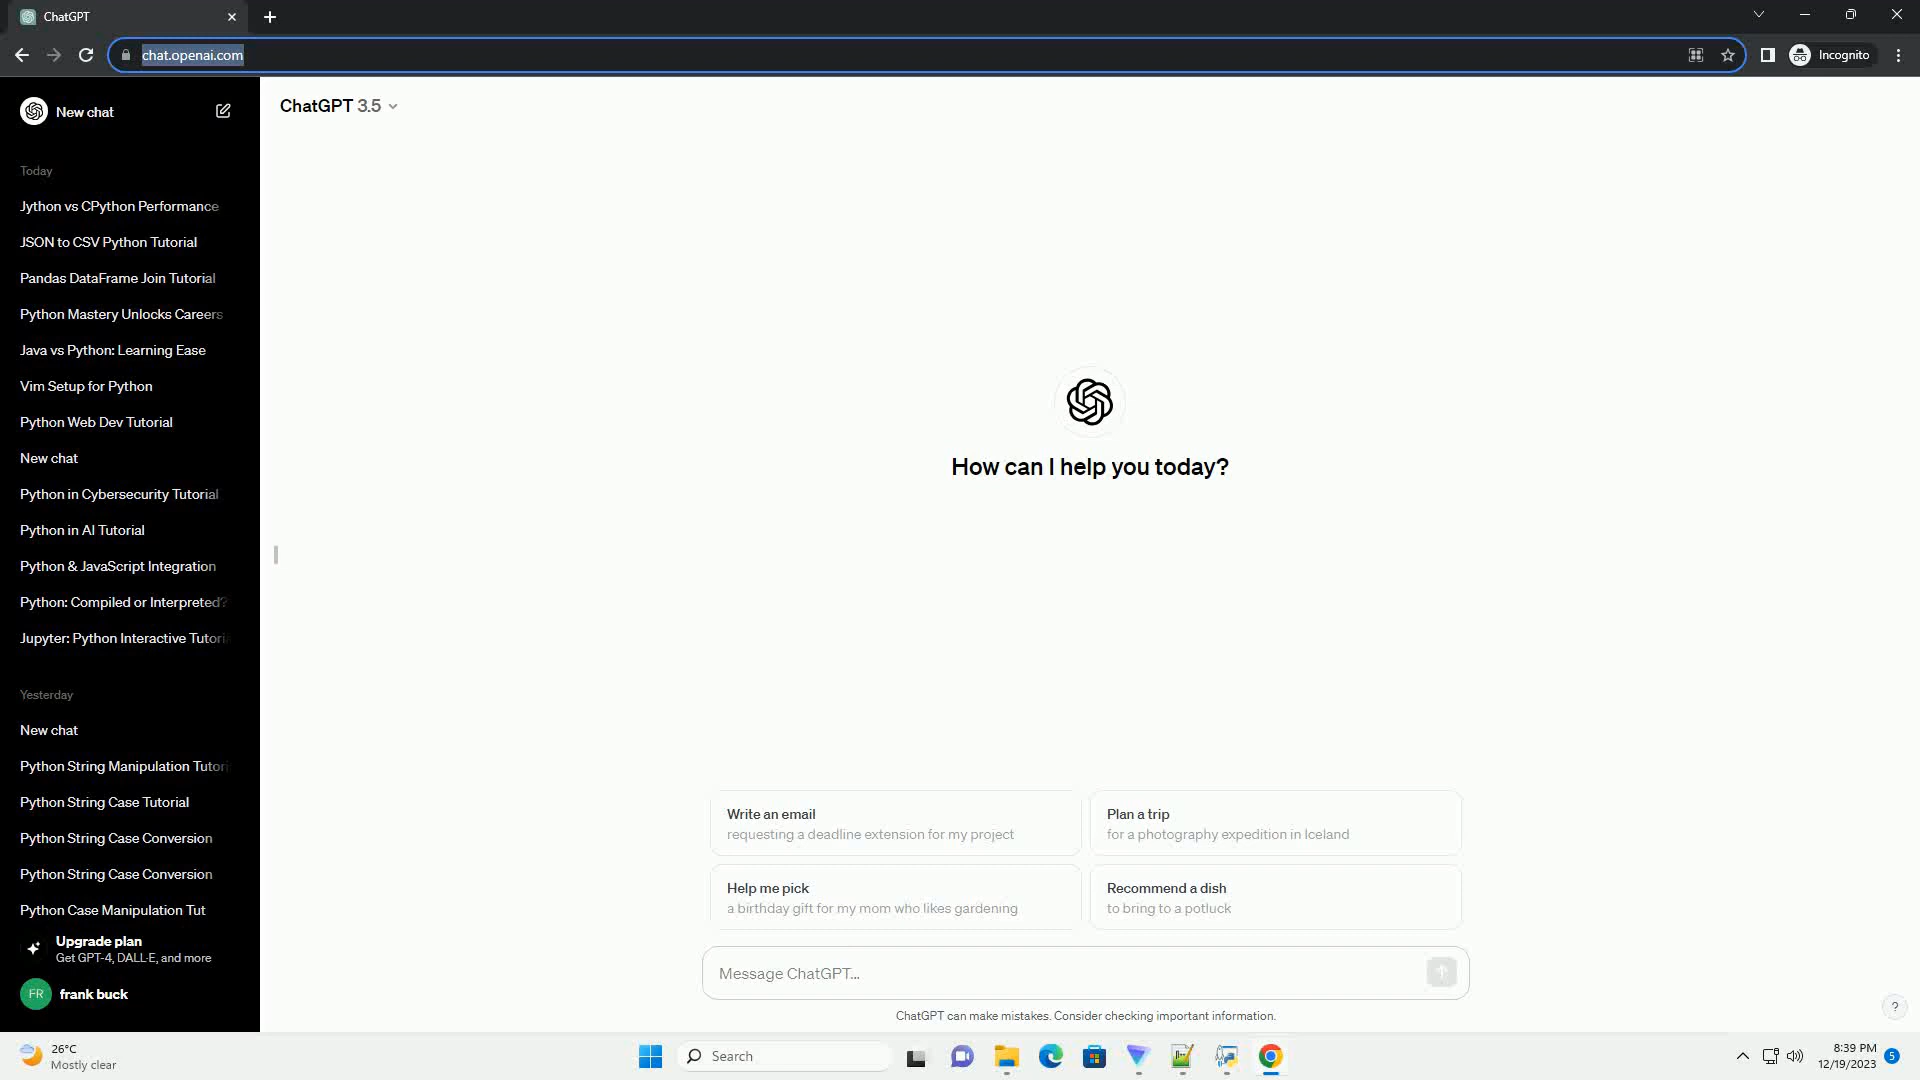 ChatGPT
chat.openai.com
Incognito
New chat
ChatGPT 3.5
Today
Jython vs CPython Performance
JSON to CSV Python Tutorial
Pandas DataFrame Join Tutorial
Python Mastery Unlocks Careers
Java vs Python: Learning Ease
Vim Setup for Python
Python Web Dev Tutorial
New chat
Python in Cybersecurity Tutorial
Python in AI Tutorial
Python & JavaScript Integration
Python: Compiled or Interpreted?
Jupyter: Python Interactive Tutori
Yesterday
New chat
Python String Manipulation Tutori
Python String Case Tutorial
Python String Case Conversion
Python String Case Conversion
Python Case Manipulation Tut
Upgrade plan
Get GPT-4, DALL·E, and more
FR
frank buck
How can I help you today?
Write an email
requesting a deadline extension for my project
Plan a trip
for a photography expedition in Iceland
Help me pick
a birthday gift for my mom who likes gardening
Recommend a dish
to bring to a potluck
Message ChatGPT...
ChatGPT can make mistakes. Consider checking important information.
?
26°C
Mostly clear
Search
8:39 PM
12/19/2023
5